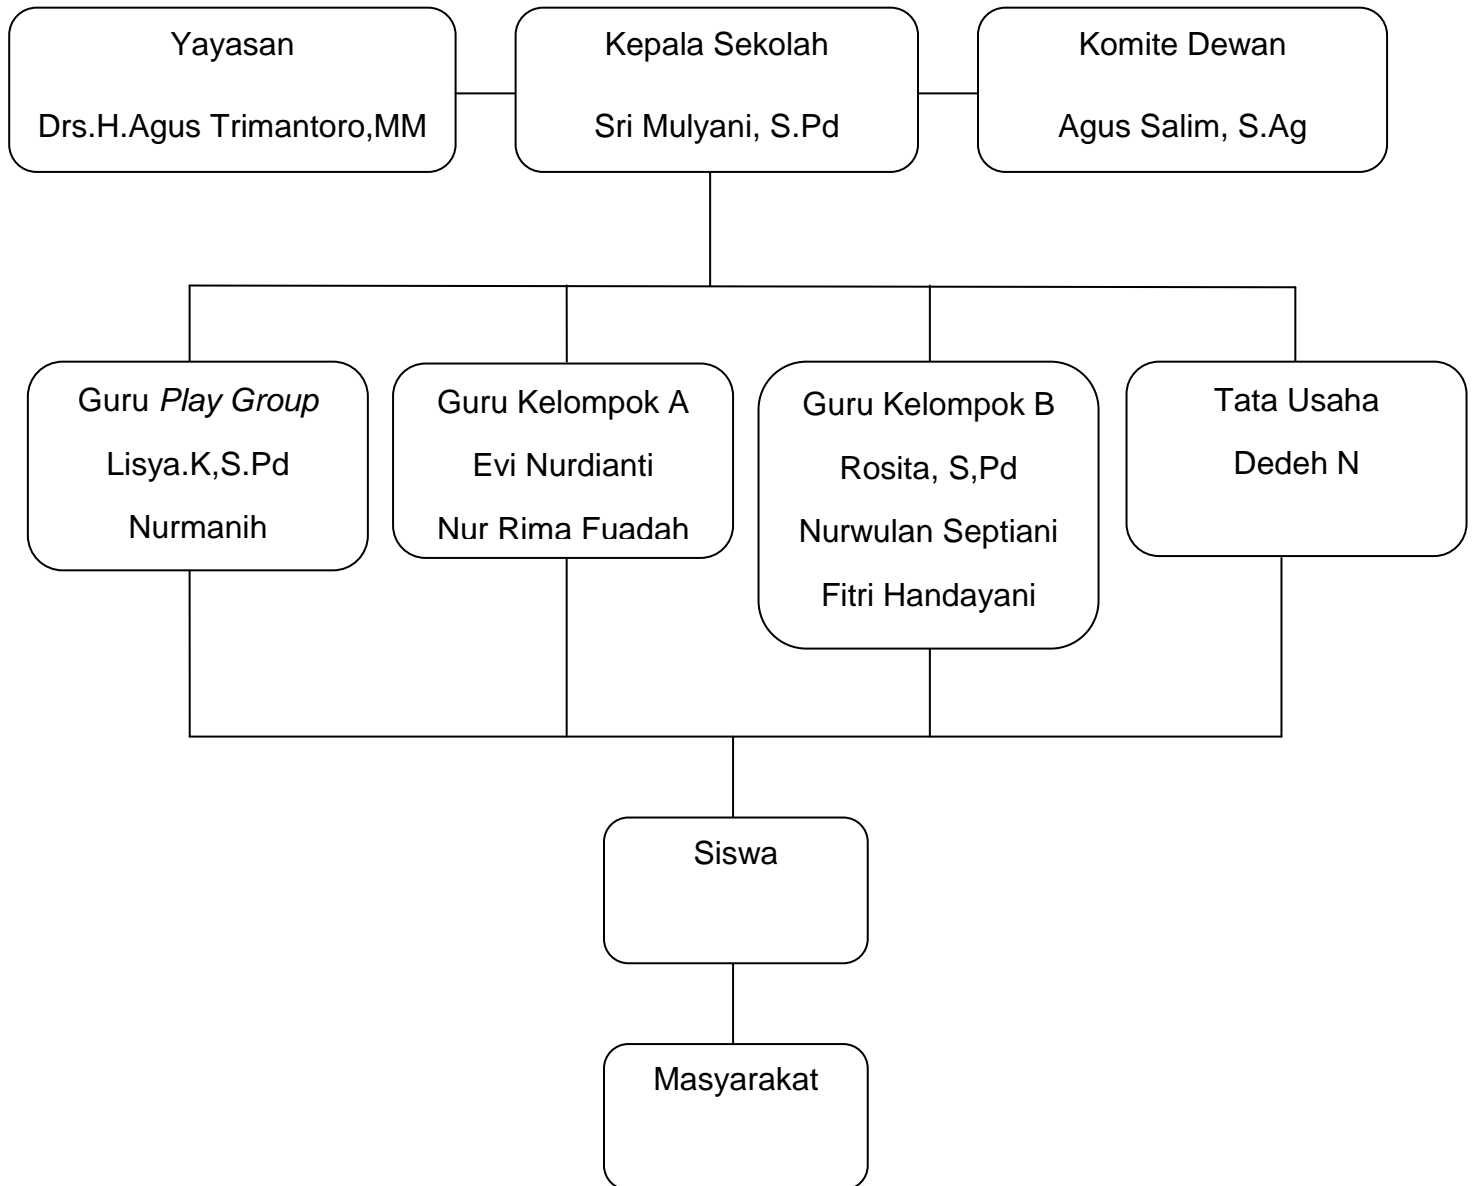 Yayasan
Drs.H.Agus Trimantoro,MM
Kepala Sekolah
Sri Mulyani, S.Pd
Komite Dewan
Agus Salim, S.Ag
Guru Play Group
Lisya.K,S.Pd
Nurmanih
Guru Kelompok A
Evi Nurdianti
Nur Rima Fuadah
Guru Kelompok B
Rosita, S,Pd
Nurwulan Septiani
Fitri Handayani
Tata Usaha
Dedeh N
Siswa
Masyarakat